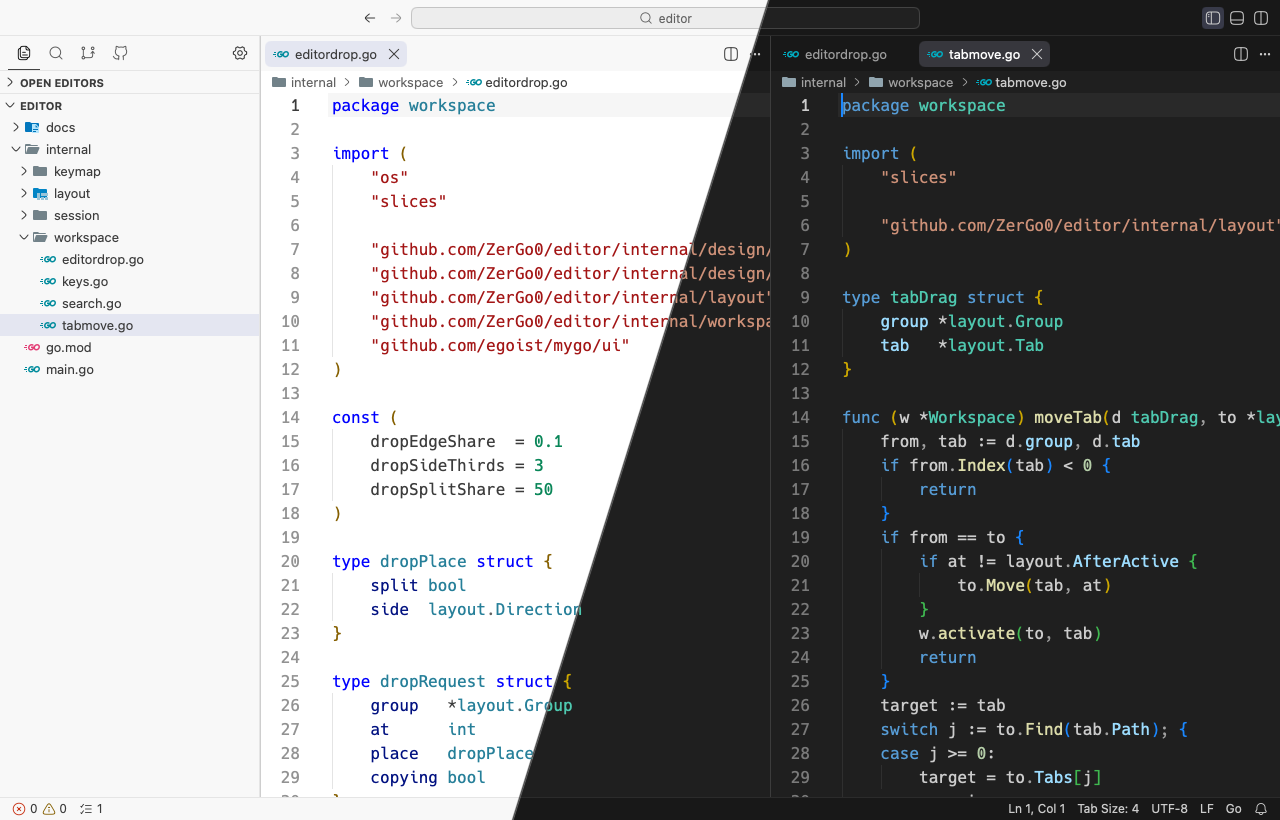 editor
editordrop.go
editordrop.go
tabmove.go
OPEN EDITORS
EDITOR
docs
internal
keymap
layout
session
workspace
editordrop.go
keys.go
search.go
tabmove.go
go.mod
main.go
internal > workspace > editordrop.go
1 package workspace
2
3 import (
4 "os"
5 "slices"
6
7 "github.com/ZerGo0/editor/internal/design/
8 "github.com/ZerGo0/editor/internal/design/
9 "github.com/ZerGo0/editor/internal/layout"
10 "github.com/ZerGo0/editor/internal/workspa
11 "github.com/egoist/mygo/ui"
12 )
13
14 const (
15 dropEdgeShare = 0.1
16 dropSideThirds = 3
17 dropSplitShare = 50
18 )
19
20 type dropPlace struct {
21 split bool
22 side layout.Direction
23 }
24
25 type dropRequest struct {
26 group *layout.Group
27 at int
28 place dropPlace
29 copying bool
internal > workspace > tabmove.go
1 package workspace
2
3 import (
4 "slices"
5
6 "github.com/ZerGo0/editor/internal/layout"
7 )
8
9 type tabDrag struct {
10 group *layout.Group
11 tab *layout.Tab
12 }
13
14 func (w *Workspace) moveTab(d tabDrag, to *lay
15 from, tab := d.group, d.tab
16 if from.Index(tab) < 0 {
17 return
18 }
19 if from == to {
20 if at != layout.AfterActive {
21 to.Move(tab, at)
22 }
23 w.activate(to, tab)
24 return
25 }
26 target := tab
27 switch j := to.Find(tab.Path); {
28 case j >= 0:
29 target = to.Tabs[j]
0 0 1
Ln 1, Col 1 Tab Size: 4 UTF-8 LF Go